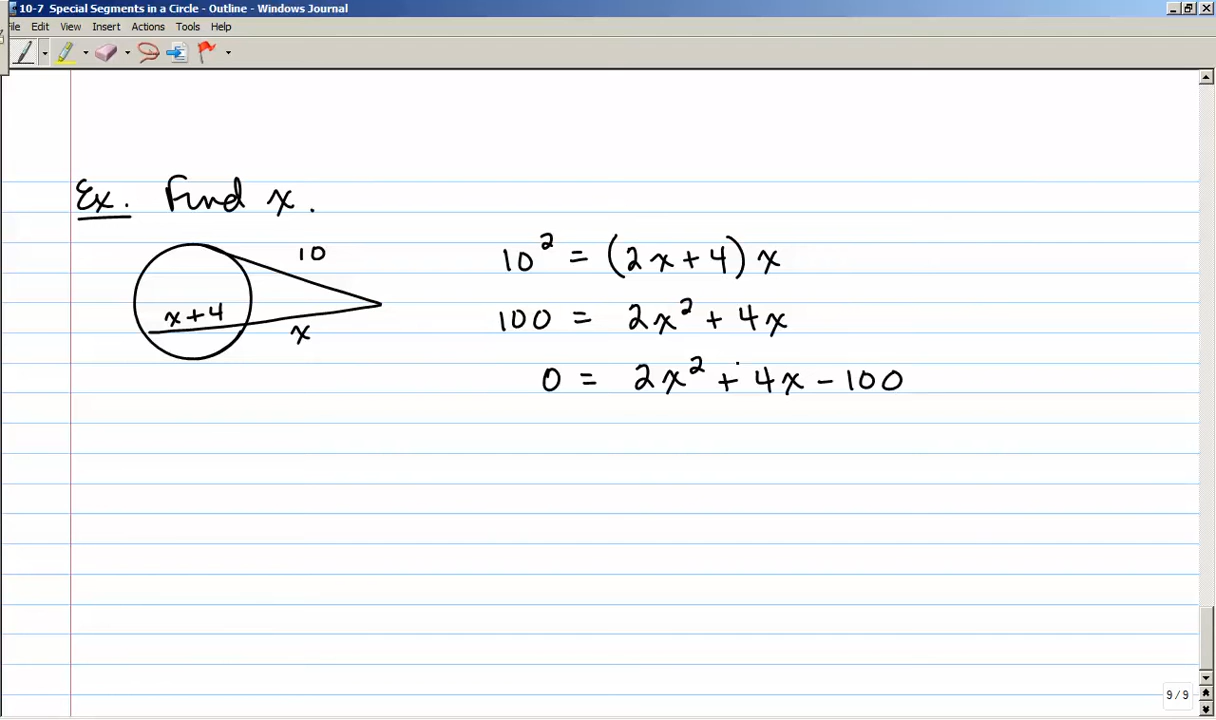 10-7 Special Segments in a Circle - Outline - Windows Journal
File Edit View Insert Actions Tools Help
Ex. Find x.
10
x+4
x
10² = (2x+4)x
100 = 2x² + 4x
0 = 2x² + 4x - 100
9 / 9